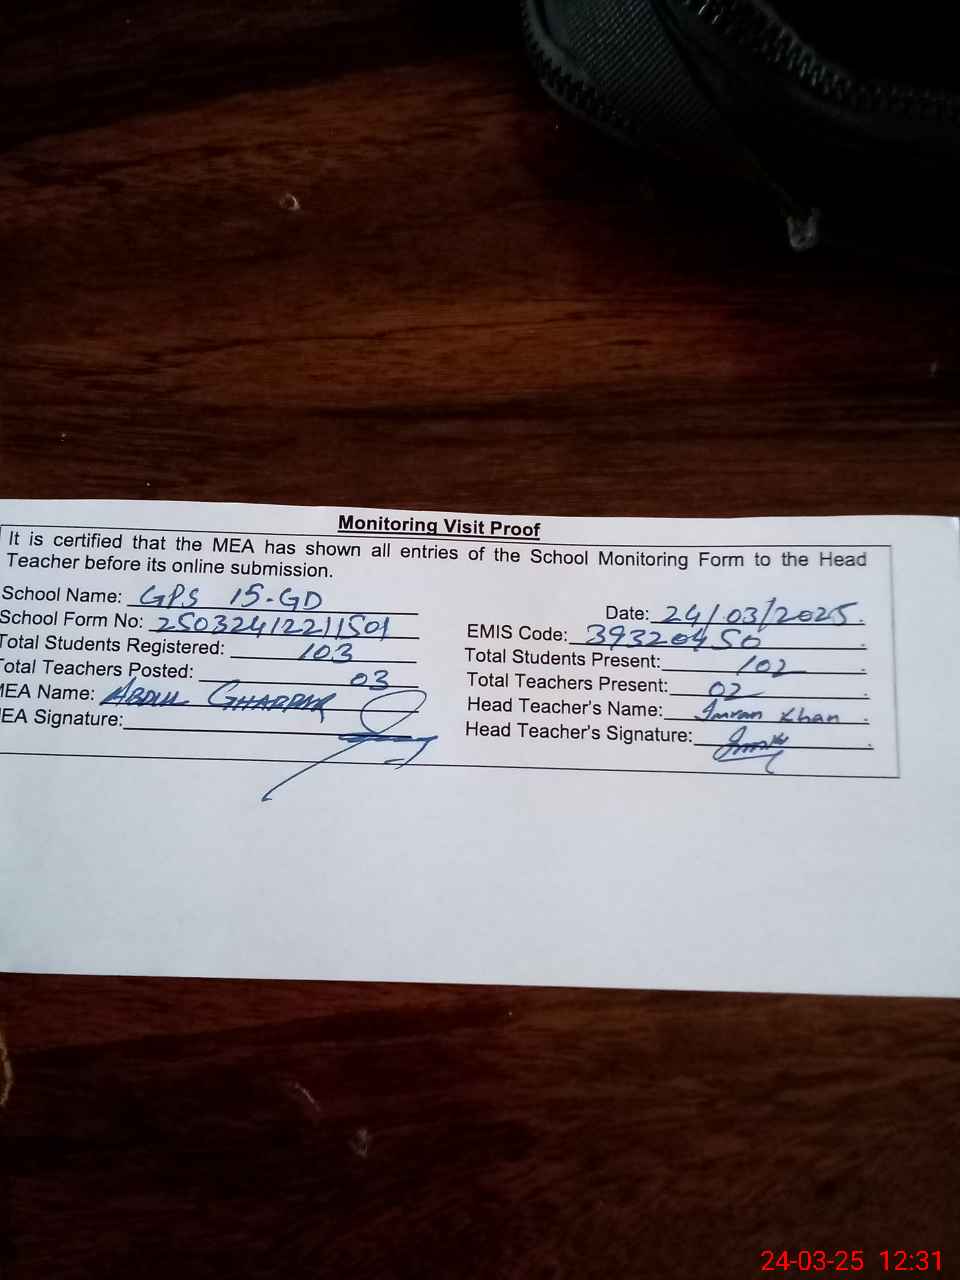 Monitoring Visit Proof
It is certified that the MEA has shown all entries of the School Monitoring Form to the Head
Teacher before its online submission.
School Name: GPS 15-GD
Date: 24/03/2025.
School Form No: 25032412211501
EMIS Code: 39320450.
Total Students Registered: 103
Total Students Present: 102.
Total Teachers Posted: 03
Total Teachers Present: 02.
MEA Name: ABDUL GHAFFAR
Head Teacher's Name: Imran Khan.
EA Signature:
Head Teacher's Signature:
24-03-25 12:31